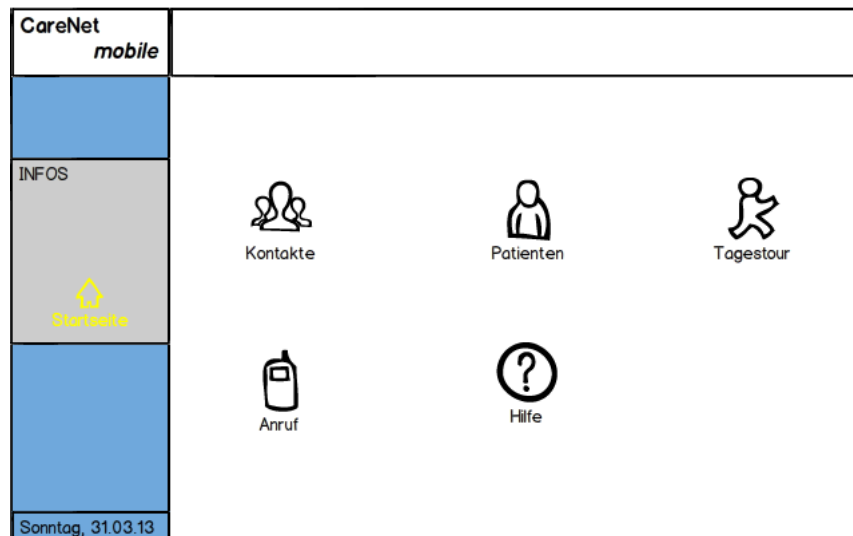 CareNet
mobile
INFOS
Startseite
Kontakte
Patienten
Tagestour
Anruf
Hilfe
Sonntag, 31.03.13